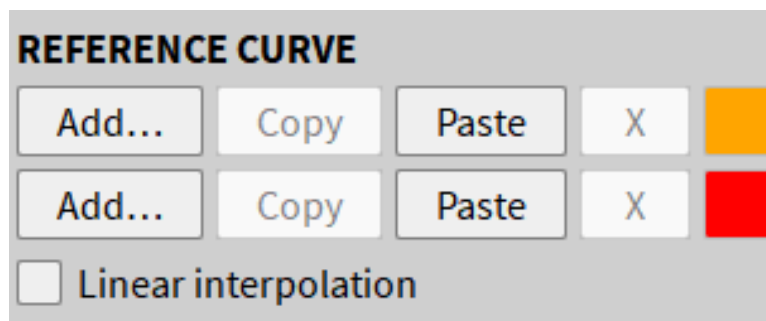 REFERENCE CURVE
Add... Copy Paste X
Add... Copy Paste X
Linear interpolation